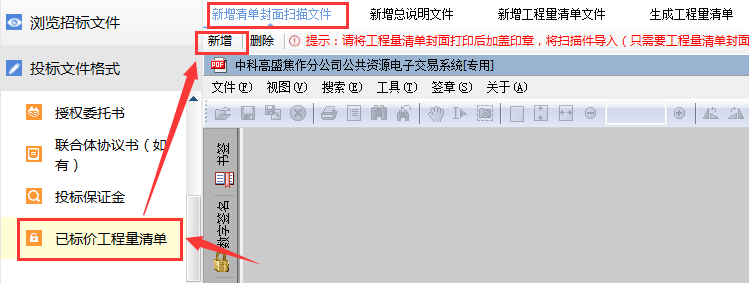 浏览招标文件
投标文件格式
授权委托书
联合体协议书（如
有）
投标保证金
已标价工程量清单
新增清单封面扫描文件 新增总说明文件 新增工程量清单文件 生成工程量清单
新增 删除 提示：请将工程量清单封面打印后加盖印章，将扫描件导入（只需要工程量清单封面
PDF 中科高盛焦作分公司公共资源电子交易系统[专用]
文件(F) 视图(V) 搜索(E) 工具(T) 签章(S) 关于(A)
书签
数字签名